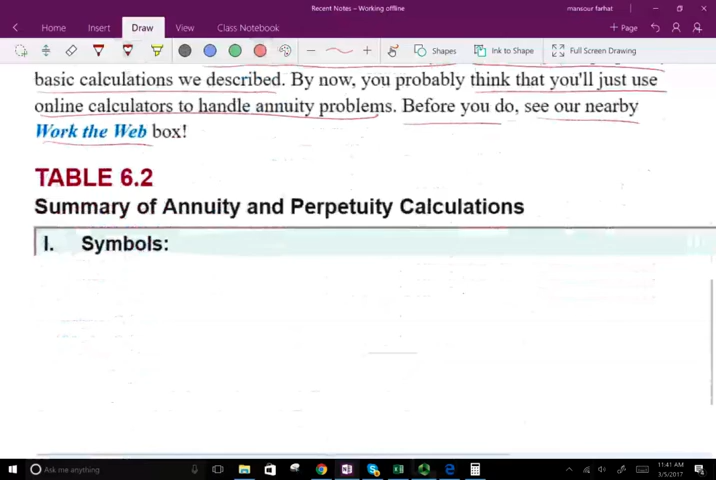 Recent Notes – Working offline
mansour farhat
Home Insert Draw View Class Notebook
+ Page
Shapes Ink to Shape Full Screen Drawing
basic calculations we described. By now, you probably think that you'll just use
online calculators to handle annuity problems. Before you do, see our nearby
Work the Web box!
TABLE 6.2
Summary of Annuity and Perpetuity Calculations
I. Symbols:
Ask me anything
11:41 AM
3/5/2017